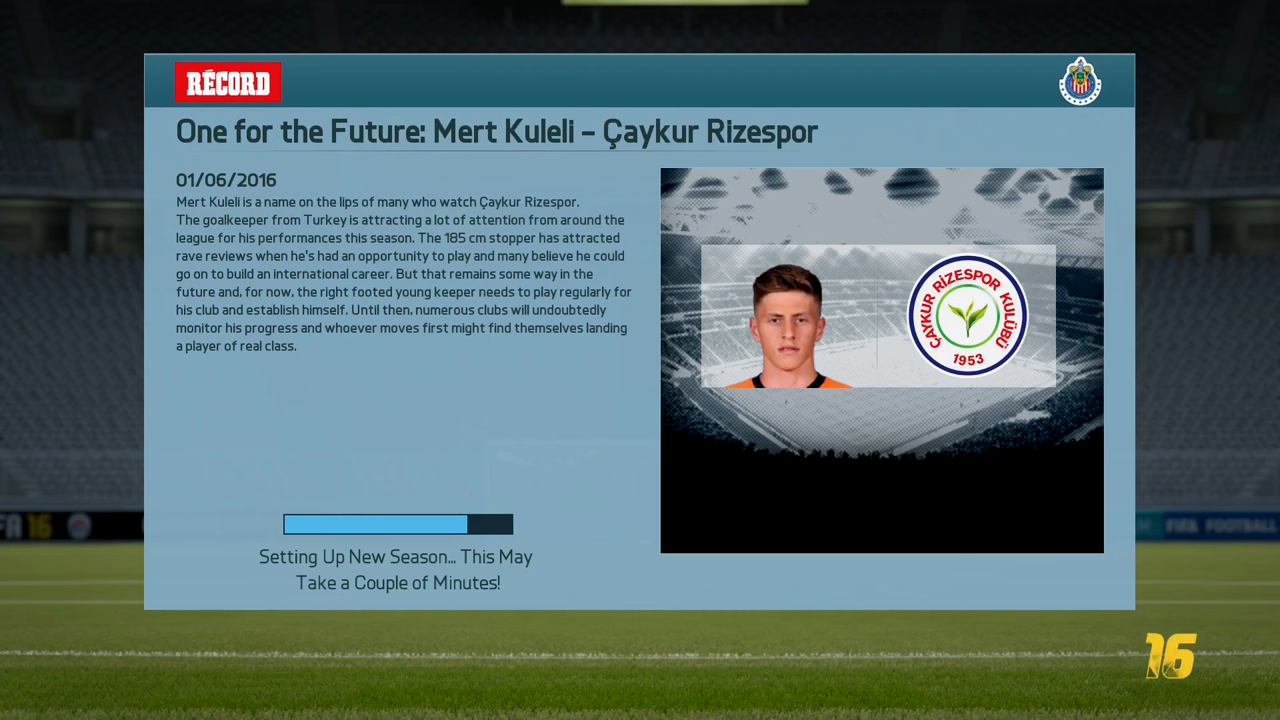 RÉCORD
One for the Future: Mert Kuleli – Çaykur Rizespor
01/06/2016
Mert Kuleli is a name on the lips of many who watch Çaykur Rizespor.
The goalkeeper from Turkey is attracting a lot of attention from around the
league for his performances this season. The 185 cm stopper has attracted
rave reviews when he's had an opportunity to play and many believe he could
go on to build an international career. But that remains some way in the
future and, for now, the right footed young keeper needs to play regularly for
his club and establish himself. Until then, numerous clubs will undoubtedly
monitor his progress and whoever moves first might find themselves landing
a player of real class.
ÇAYKUR RİZESPOR KULÜBÜ
1953
Setting Up New Season... This May
Take a Couple of Minutes!
FA 16
FIFA FOOTBALL
16